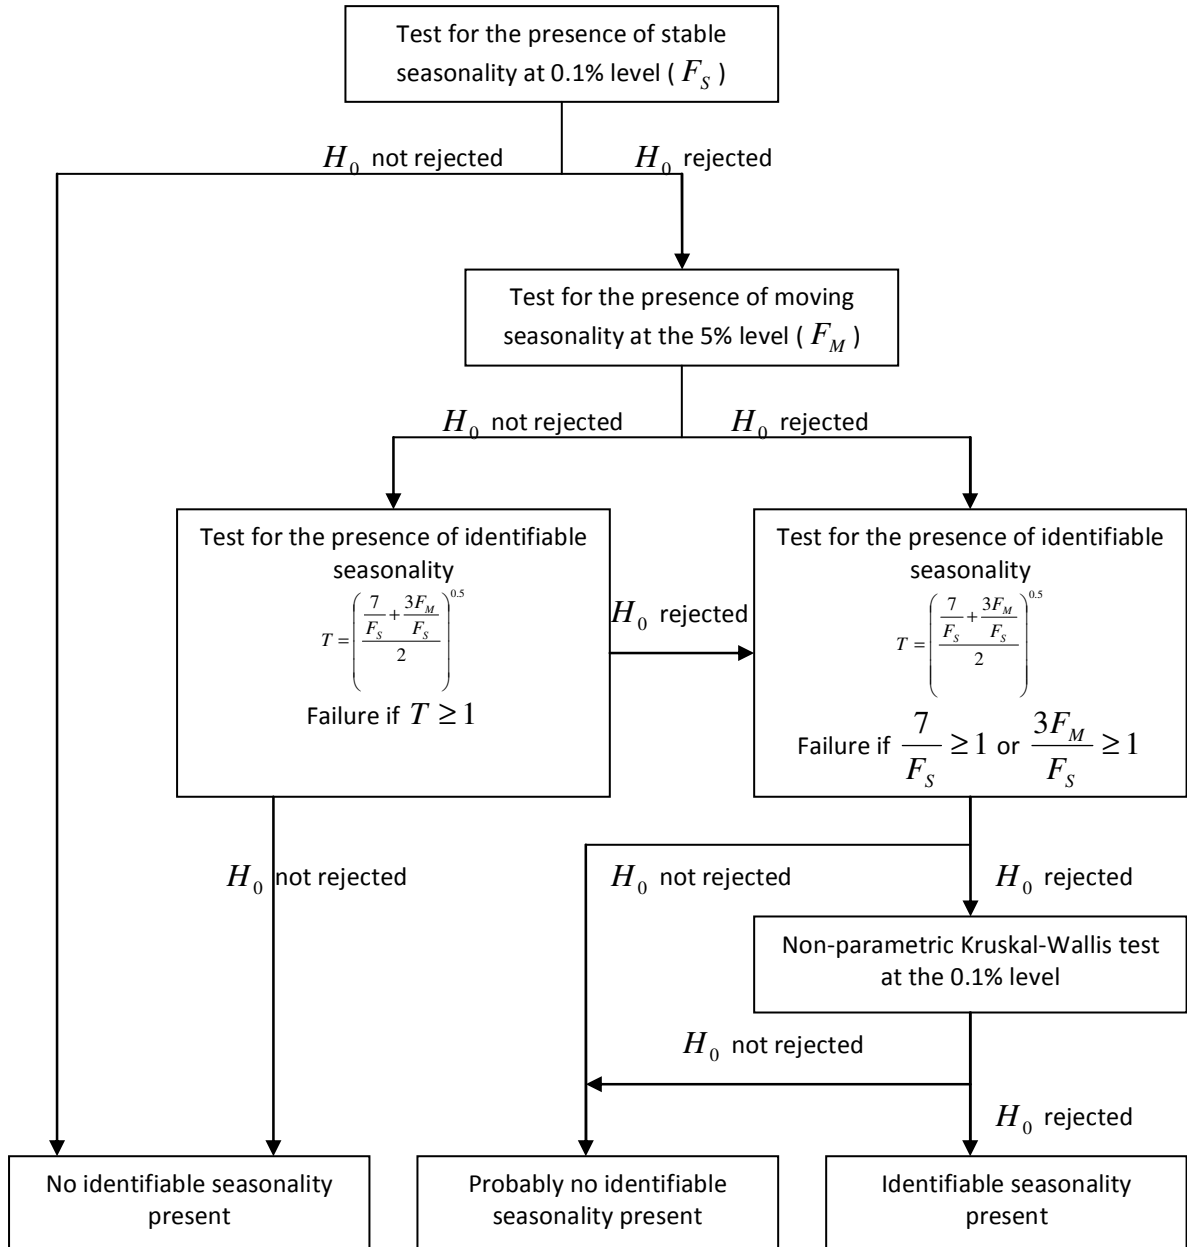 Test for the presence of stable
seasonality at 0.1% level ( F_S )
H_0 not rejected
H_0 rejected
Test for the presence of moving
seasonality at the 5% level ( F_M )
H_0 not rejected
H_0 rejected
Test for the presence of identifiable
seasonality
T = ( (7/F_S + 3F_M/F_S) / 2 )^0.5
Failure if T ≥ 1
H_0 rejected
Test for the presence of identifiable
seasonality
T = ( (7/F_S + 3F_M/F_S) / 2 )^0.5
Failure if 7/F_S ≥ 1 or 3F_M/F_S ≥ 1
H_0 not rejected
H_0 not rejected
H_0 rejected
Non-parametric Kruskal-Wallis test
at the 0.1% level
H_0 not rejected
H_0 rejected
No identifiable seasonality
present
Probably no identifiable
seasonality present
Identifiable seasonality
present